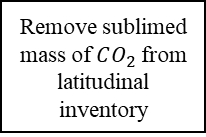 Remove sublimed
mass of CO₂ from
latitudinal
inventory